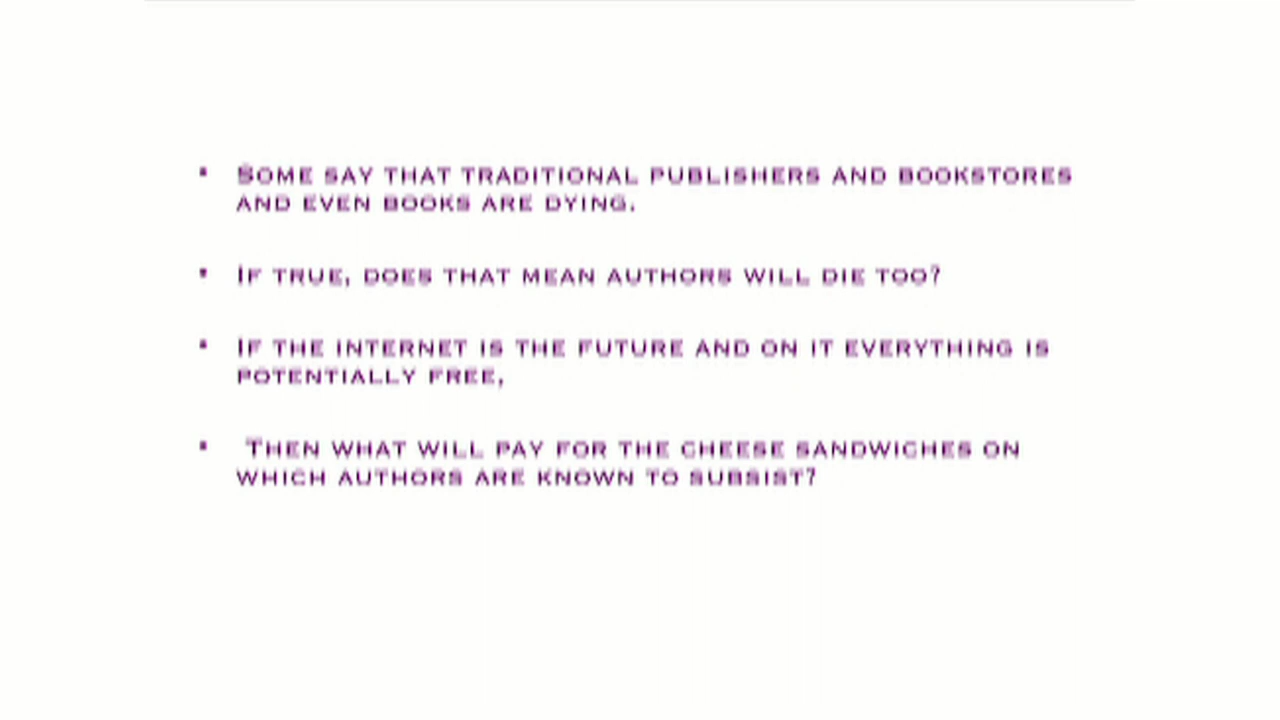 ▪ Some say that traditional publishers and bookstores
and even books are dying.
▪ If true, does that mean authors will die too?
▪ If the internet is the future and on it everything is
potentially free,
▪ Then what will pay for the cheese sandwiches on
which authors are known to subsist?